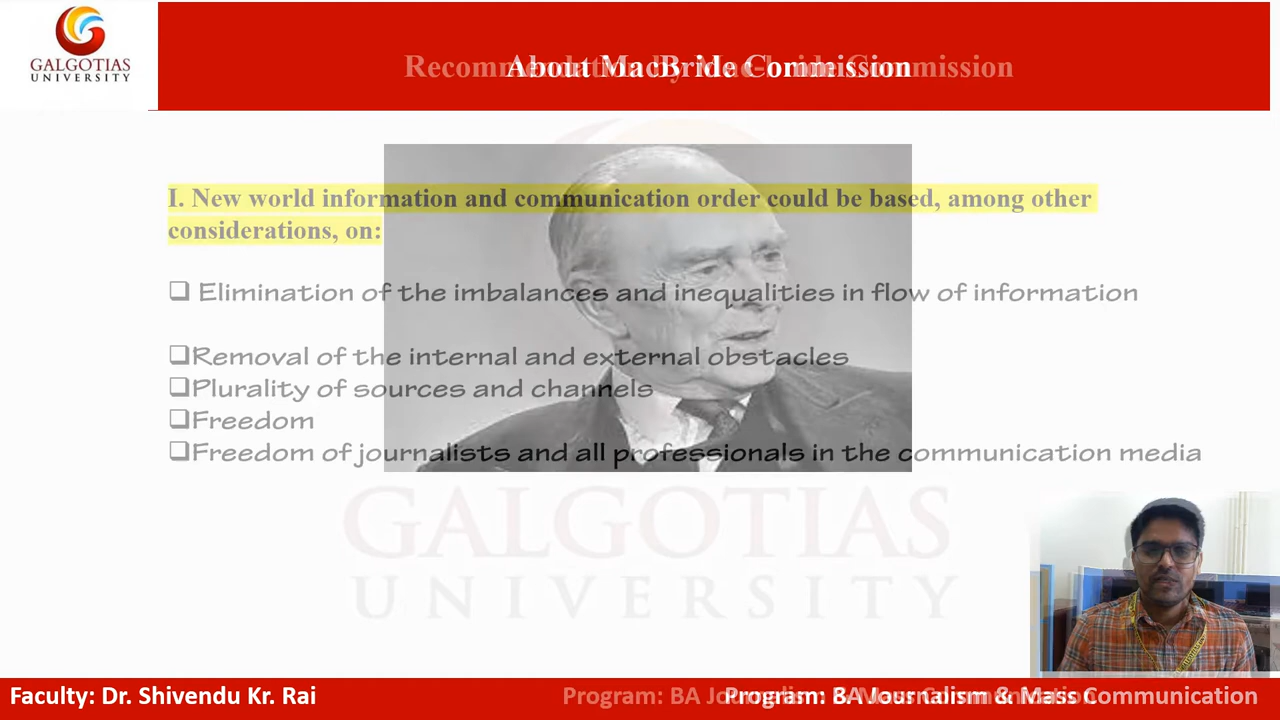 GALGOTIAS
UNIVERSITY
About MacBride Commission
I. New world information and communication order could be based, among other
considerations, on:
❑ Elimination of the imbalances and inequalities in flow of information
❑Removal of the internal and external obstacles
❑Plurality of sources and channels
❑Freedom
❑Freedom of journalists and all professionals in the communication media
GALGOTIAS
UNIVERSITY
Faculty: Dr. Shivendu Kr. Rai
Program: BA Journalism & Mass Communication